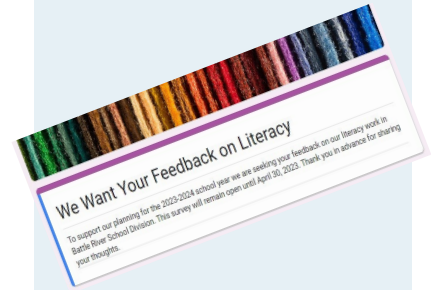 We Want Your Feedback on Literacy
To support our planning for the 2023-2024 school year we are seeking your feedback on our literacy work in
Battle River School Division. This survey will remain open until April 30, 2023. Thank you in advance for sharing
your thoughts.